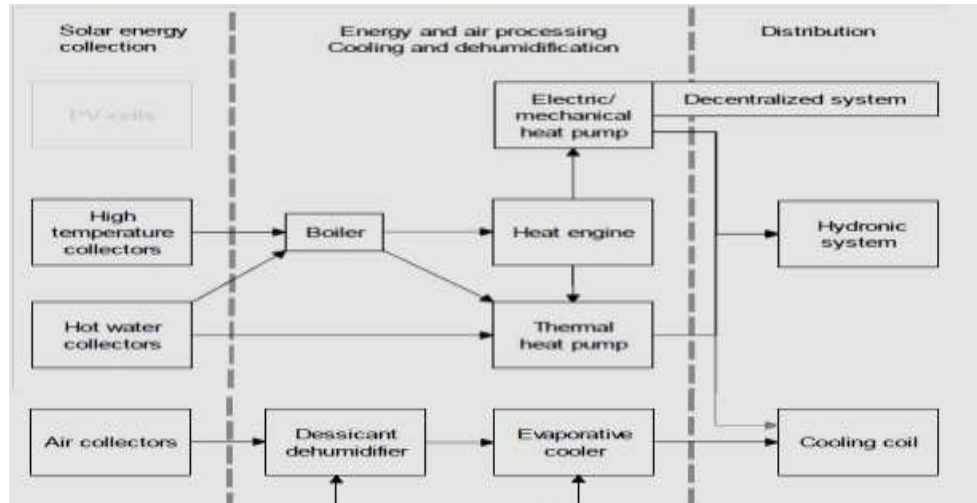 Solar energy
collection
Energy and air processing
Cooling and dehumidification
Distribution
PV-cells
Electric/
mechanical
heat pump
Decentralized system
High
temperature
collectors
Boiler
Heat engine
Hydronic
system
Hot water
collectors
Thermal
heat pump
Air collectors
Dessicant
dehumidifier
Evaporative
cooler
Cooling coil